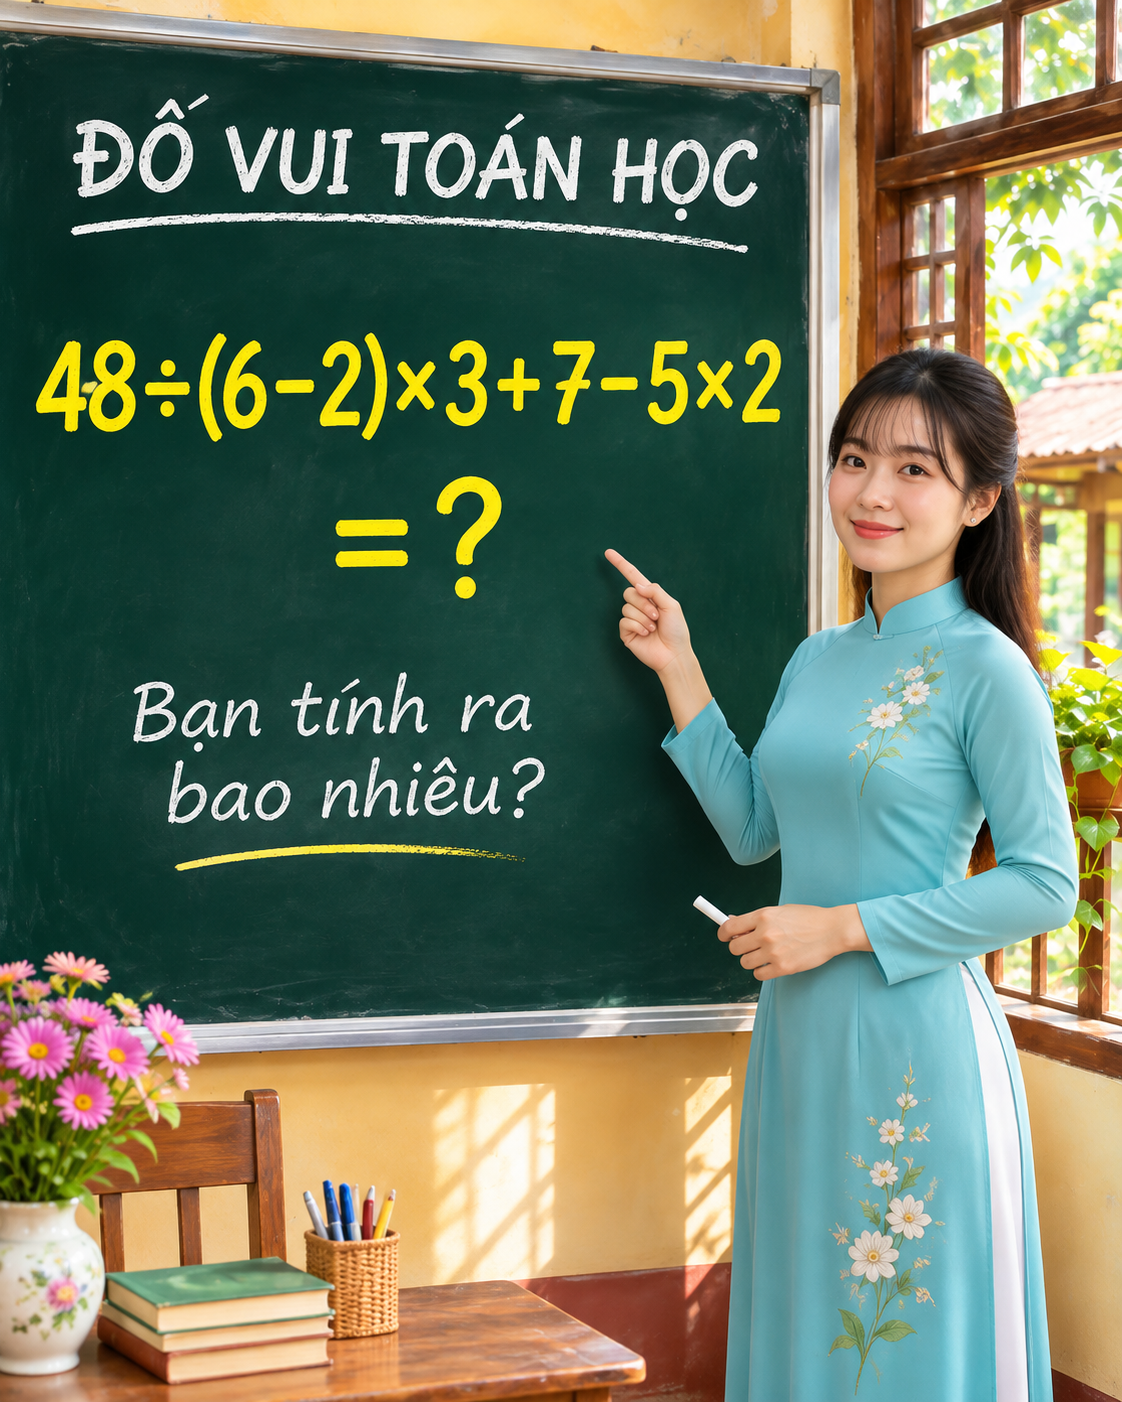 ĐỐ VUI TOÁN HỌC
48÷(6−2)×3+7−5×2
=?
Bạn tính ra
bao nhiêu?